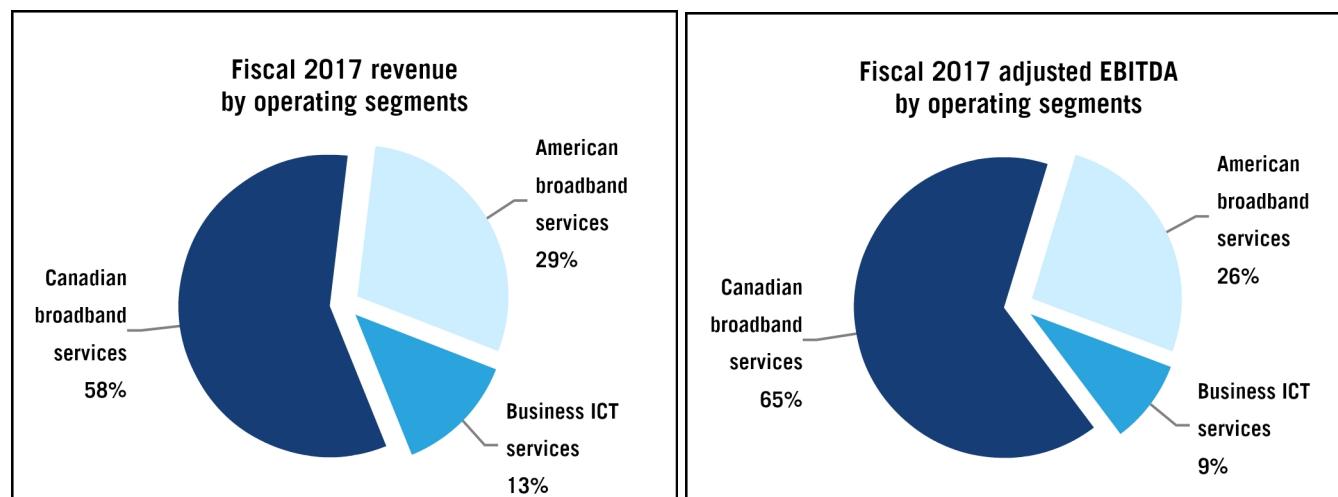 Fiscal 2017 revenue
by operating segments
American
broadband
services
29%
Canadian
broadband
services
58%
Business ICT
services
13%
Fiscal 2017 adjusted EBITDA
by operating segments
American
broadband
services
26%
Canadian
broadband
services
65%
Business ICT
services
9%